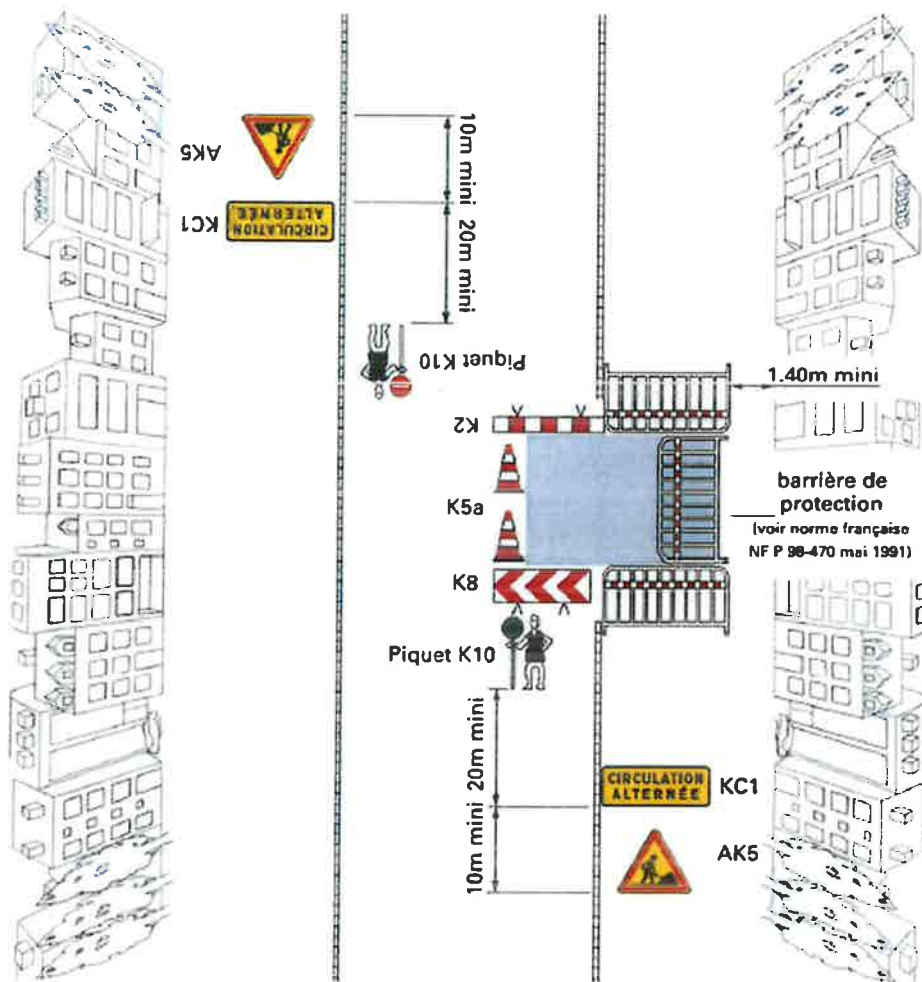 AK5
10m mini
KC1
CIRCULATION
ALTERNÉE
20m mini
Piquet K10
1.40m mini
K2
K5a
barrière de
protection
(voir norme française
NF P 98-470 mai 1991)
K8
Piquet K10
20m mini
CIRCULATION
ALTERNÉE
KC1
10m mini
AK5